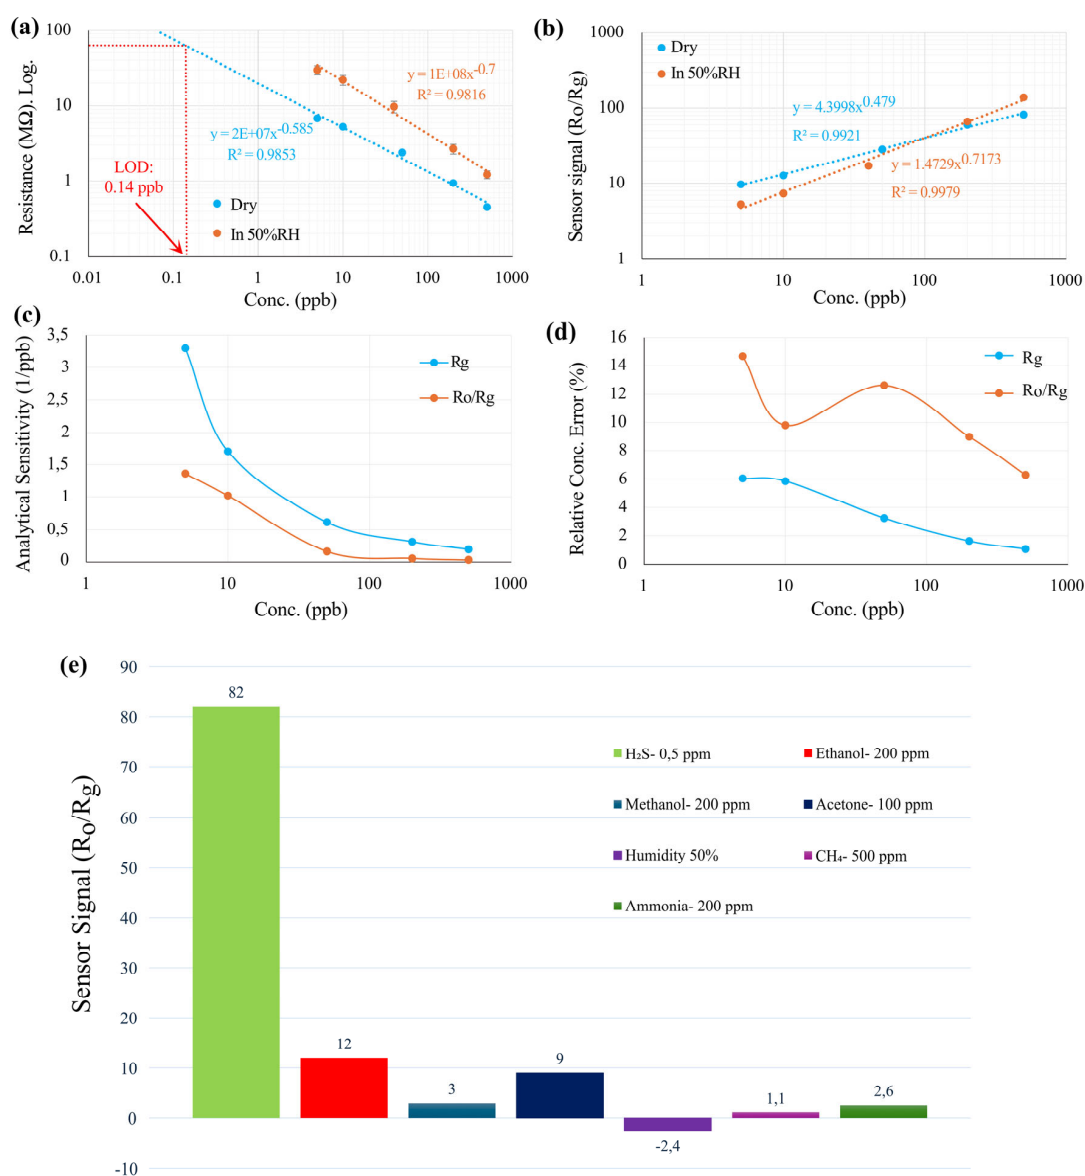 (a)
Resistance (MΩ). Log.
100
10
1
0.1
0.01
0.1
1
10
100
1000
Conc. (ppb)
LOD:
0.14 ppb
y = 2E+07x^-0.585
R² = 0.9853
y = 1E+08x^-0.7
R² = 0.9816
Dry
In 50%RH
(b)
Sensor signal (Ro/Rg)
1000
100
10
1
1
10
100
1000
Conc. (ppb)
Dry
In 50%RH
y = 4.3998x^0.479
R² = 0.9921
y = 1.4729x^0.7173
R² = 0.9979
(c)
Analytical Sensitivity (1/ppb)
3,5
3
2,5
2
1,5
1
0,5
0
1
10
100
1000
Conc. (ppb)
Rg
Ro/Rg
(d)
Relative Conc. Error (%)
16
14
12
10
8
6
4
2
0
1
10
100
1000
Conc. (ppb)
Rg
Ro/Rg
(e)
Sensor Signal (Ro/Rg)
90
80
70
60
50
40
30
20
10
0
-10
82
12
3
9
-2,4
1,1
2,6
H₂S- 0,5 ppm
Ethanol- 200 ppm
Methanol- 200 ppm
Acetone- 100 ppm
Humidity 50%
CH₄- 500 ppm
Ammonia- 200 ppm